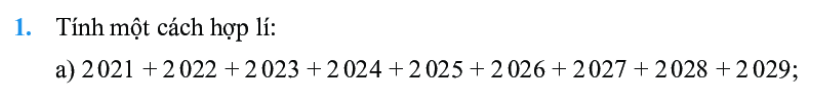 1. Tính một cách hợp lí:
a) 2 021 + 2 022 + 2 023 + 2 024 + 2 025 + 2 026 + 2 027 + 2 028 + 2 029;